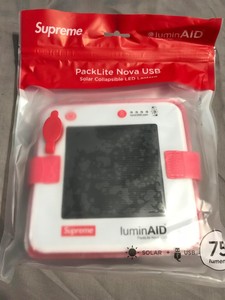 Supreme
luminAID
PackLite Nova USB
Solar Collapsible LED Lantern
Supreme
luminAID
SOLAR + USB
75
lumens